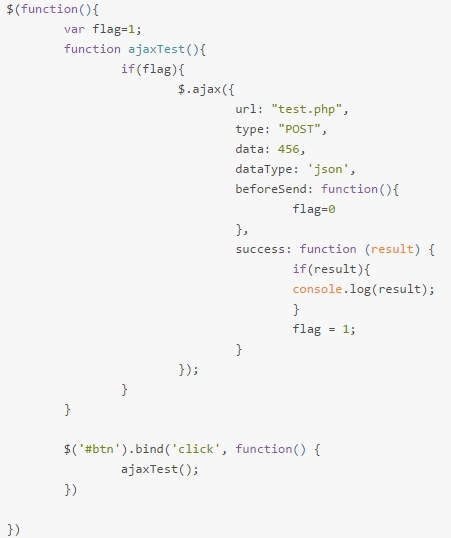 $(function(){
var flag=1;
function ajaxTest(){
if(flag){
$.ajax({
url: "test.php",
type: "POST",
data: 456,
dataType: 'json',
beforeSend: function(){
flag=0
},
success: function (result) {
if(result){
console.log(result);
}
flag = 1;
}
});
}
}
$('#btn').bind('click', function() {
ajaxTest();
})
})